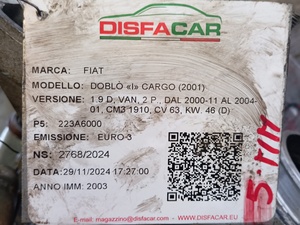 DISFACAR
MARCA: FIAT
MODELLO: DOBLÒ «I» CARGO (2001)
VERSIONE: 1.9 D, VAN, 2 P.. DAL 2000-11 AL 2004-
01, CM3 1910, CV 63, KW. 46 (D)
P5: 223A6000
EMISSIONE: EURO 3
NS: 2768/2024
DATA: 29/11/2024 17:27:00
ANNO IMM: 2003
E-mail magazzino@disfacar.com
WWW.DISFACAR.EU